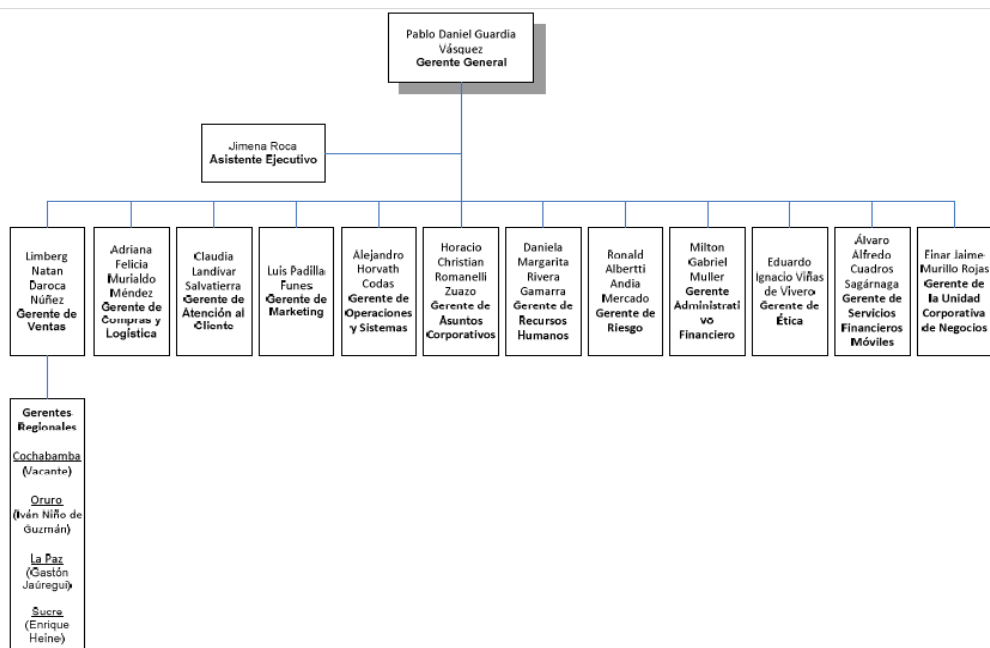 Pablo Daniel Guardia
Vásquez
Gerente General
Jimena Roca
Asistente Ejecutivo
Limberg
Natan
Daroca
Núñez
Gerente de
Ventas
Adriana
Felicia
Murialdo
Méndez
Gerente de
Compras y
Logística
Claudia
Landívar
Salvatierra
Gerente de
Atención al
Cliente
Luis Padilla
Funes
Gerente de
Marketing
Alejandro
Horvath
Codas
Gerente de
Operaciones
y Sistemas
Horacio
Christian
Romanelli
Zuazo
Gerente de
Asuntos
Corporativos
Daniela
Margarita
Rivera
Gamarra
Gerente de
Recursos
Humanos
Ronald
Albertti
Andia
Mercado
Gerente de
Riesgo
Milton
Gabriel
Muller
Gerente
Administrati
vo
Financiero
Eduardo
Ignacio Viñas
de Vivero
Gerente de
Ética
Álvaro
Alfredo
Cuadros
Sagárnaga
Gerente de
Servicios
Financieros
Móviles
Einar Jaime
Murillo Rojas
Gerente de
la Unidad
Corporativa
de Negocios
Gerentes
Regionales
Cochabamba
(Vacante)
Oruro
(Iván Niño de
Guzmán)
La Paz
(Gastón
Jaúregui)
Sucre
(Enrique
Heine)